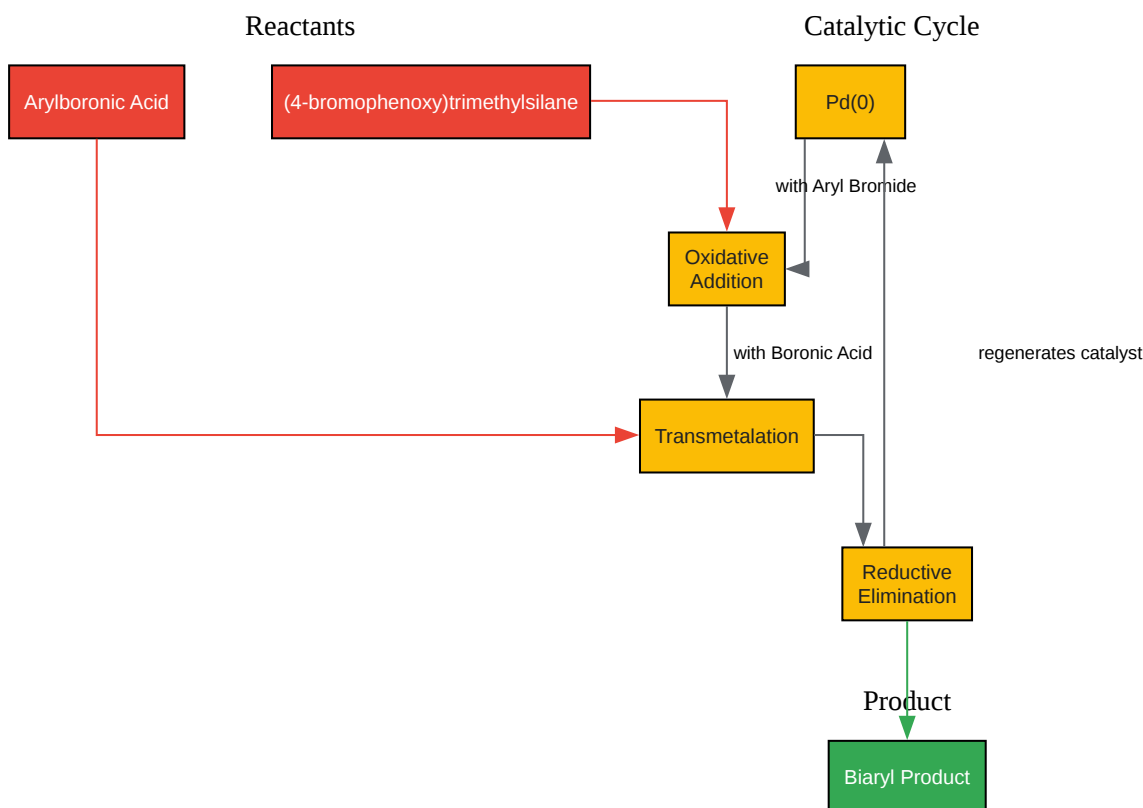 Reactants
Catalytic Cycle
Arylboronic Acid
(4-bromophenoxy)trimethylsilane
Pd(0)
with Aryl Bromide
Oxidative
Addition
with Boronic Acid
regenerates catalyst
Transmetalation
Reductive
Elimination
Product
Biaryl Product